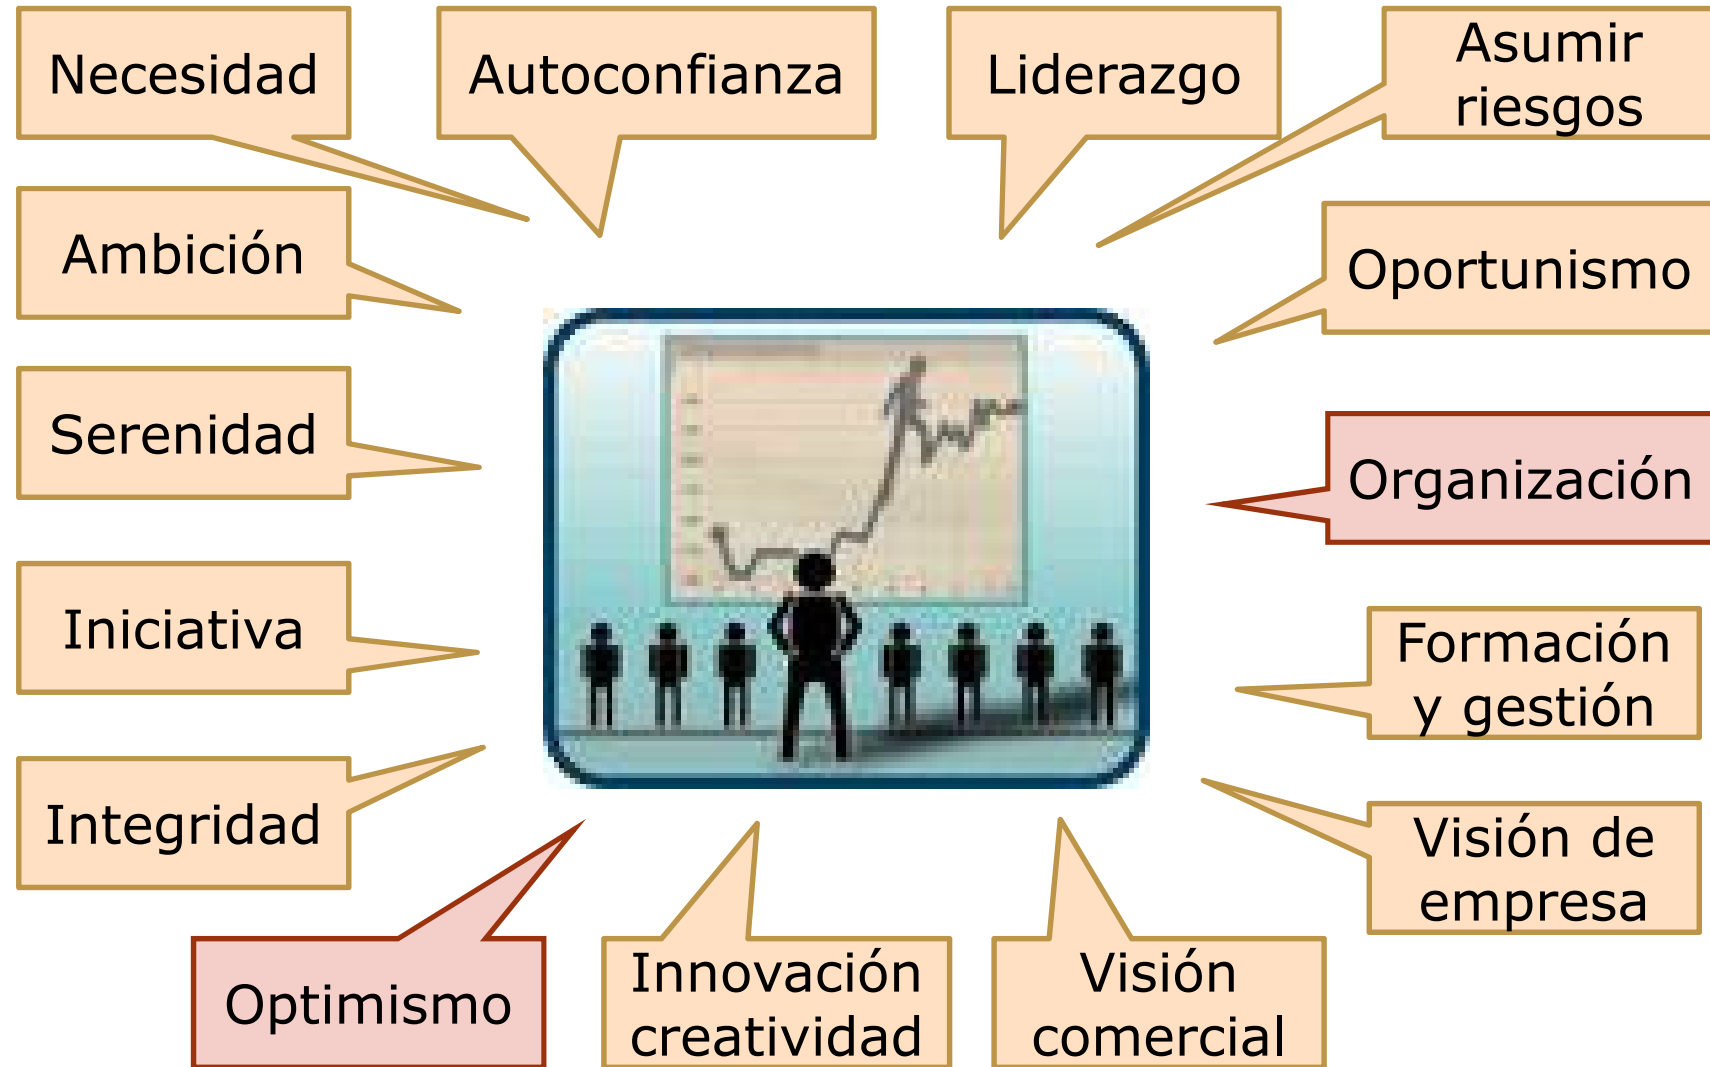 Necesidad
Autoconfianza
Liderazgo
Asumir
riesgos
Ambición
Oportunismo
Serenidad
Organización
Iniciativa
Formación
y gestión
Integridad
Visión de
empresa
Optimismo
Innovación
creatividad
Visión
comercial